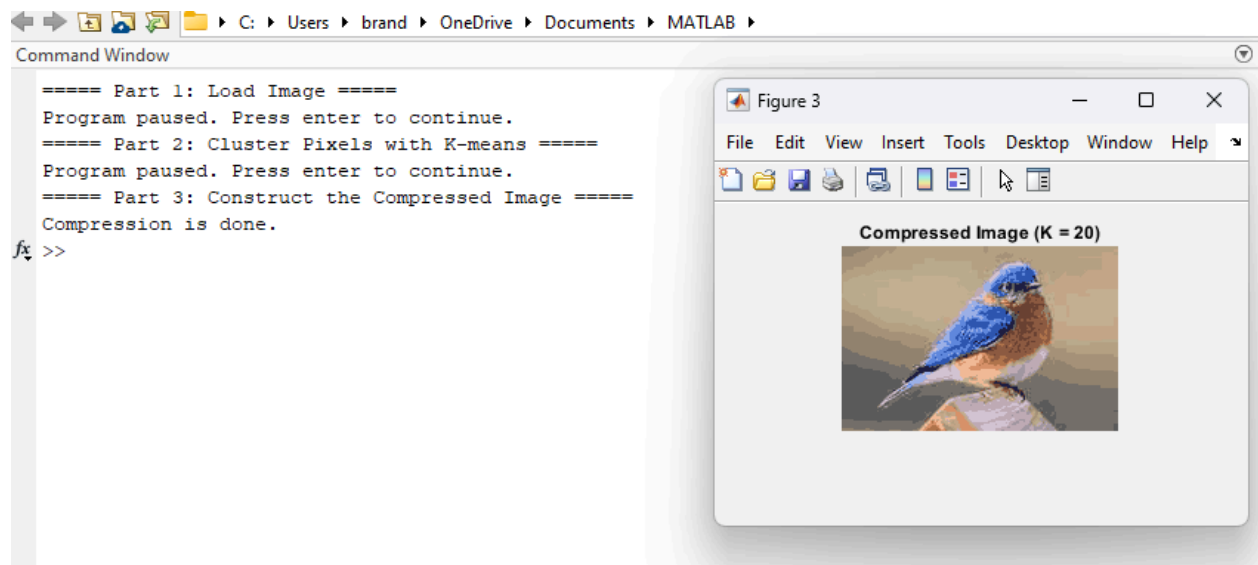 C: Users brand OneDrive Documents MATLAB
Command Window
===== Part 1: Load Image =====
Program paused. Press enter to continue.
===== Part 2: Cluster Pixels with K-means =====
Program paused. Press enter to continue.
===== Part 3: Construct the Compressed Image =====
Compression is done.
fx >>
Figure 3
File Edit View Insert Tools Desktop Window Help
Compressed Image (K = 20)